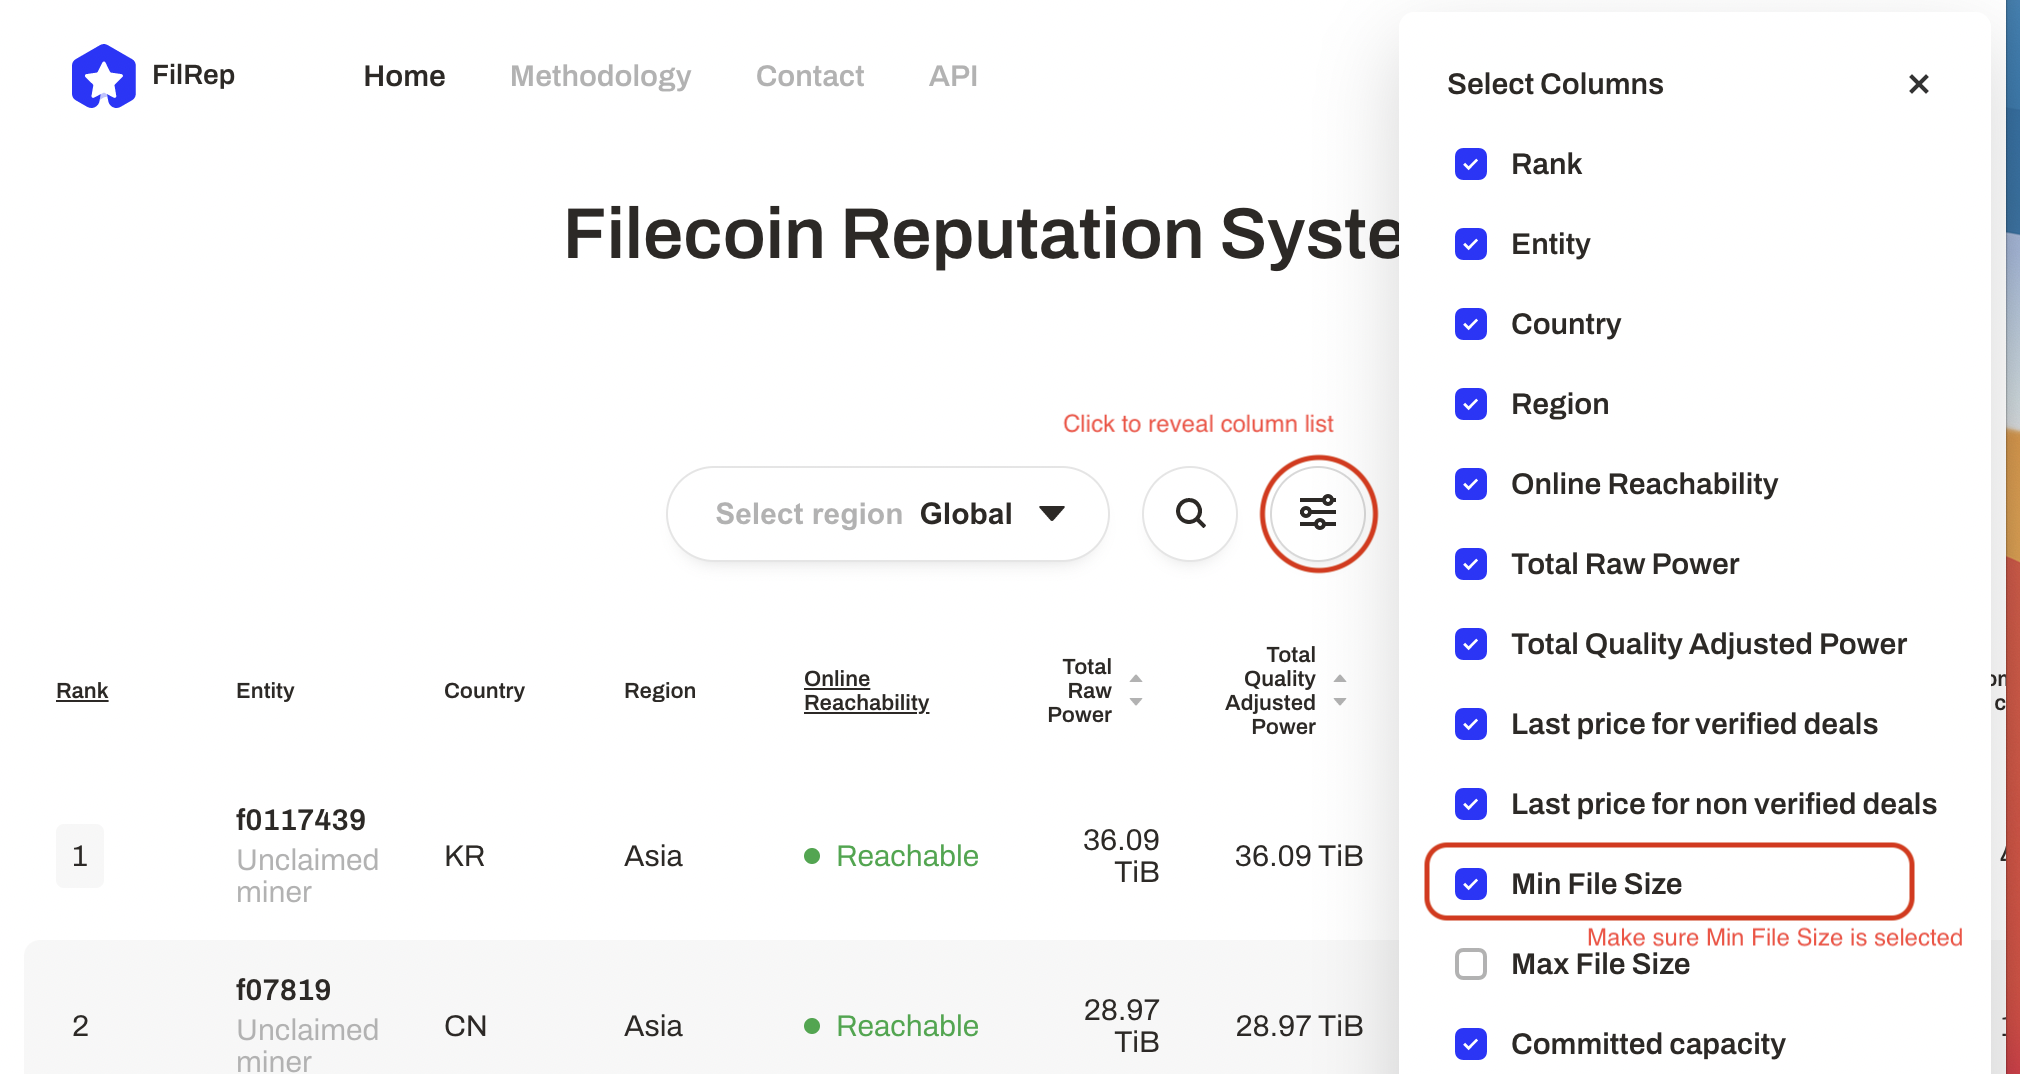 FilRep
Home
Methodology
Contact
API
Filecoin Reputation Syste
Click to reveal column list
Select region Global
Rank
Entity
Country
Region
Online
Reachability
Total
Raw
Power
Total
Quality
Adjusted
Power
1
f0117439
Unclaimed
miner
KR
Asia
Reachable
36.09
TiB
36.09 TiB
2
f07819
Unclaimed
miner
CN
Asia
Reachable
28.97
TiB
28.97 TiB
Select Columns
Rank
Entity
Country
Region
Online Reachability
Total Raw Power
Total Quality Adjusted Power
Last price for verified deals
Last price for non verified deals
Min File Size
Make sure Min File Size is selected
Max File Size
Committed capacity